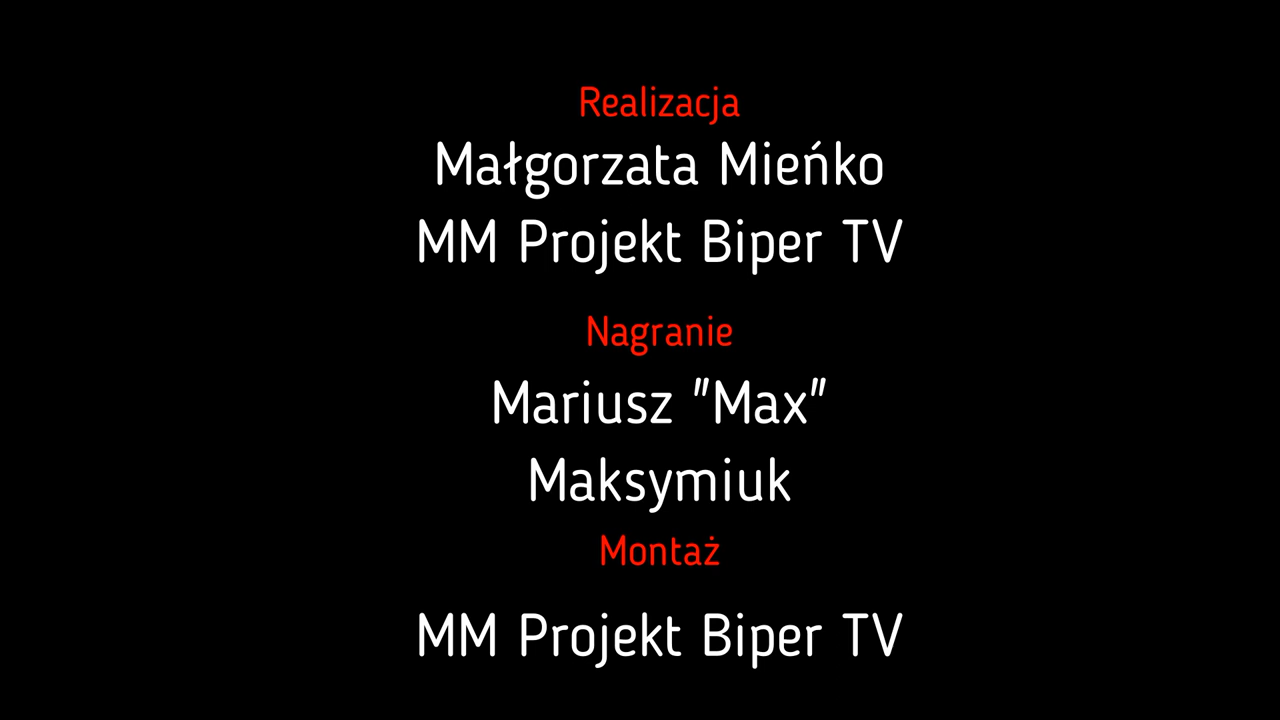 Realizacja
Małgorzata Mieńko
MM Projekt Biper TV
Nagranie
Mariusz "Max"
Maksymiuk
Montaż
MM Projekt Biper TV